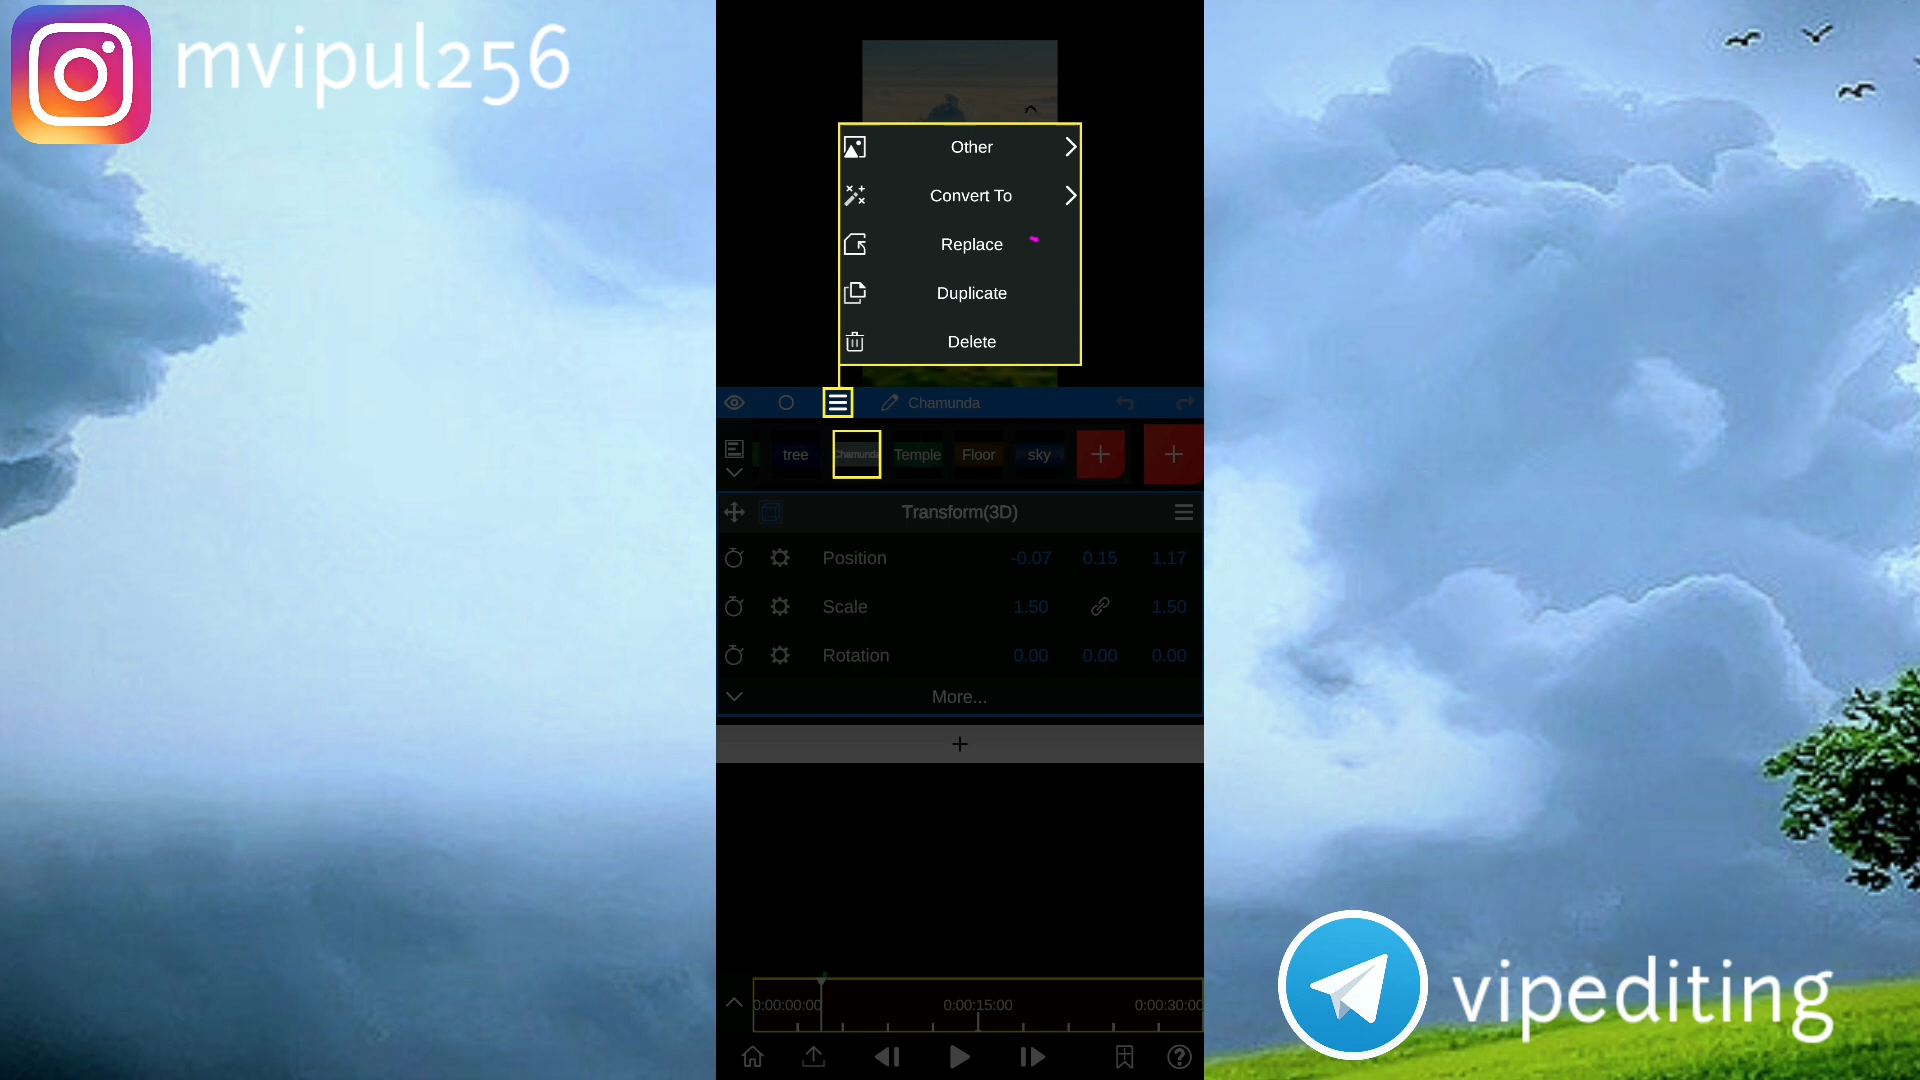 mvipul256
Other
Convert To
Replace
Duplicate
Delete
Chamunda
tree
Chamunda
Temple
Floor
sky
Transform(3D)
Position -0.07 0.15 1.17
Scale 1.50 1.50
Rotation 0.00 0.00 0.00
More...
0:00:00:00 0:00:15:00 0:00:30:00
vipediting